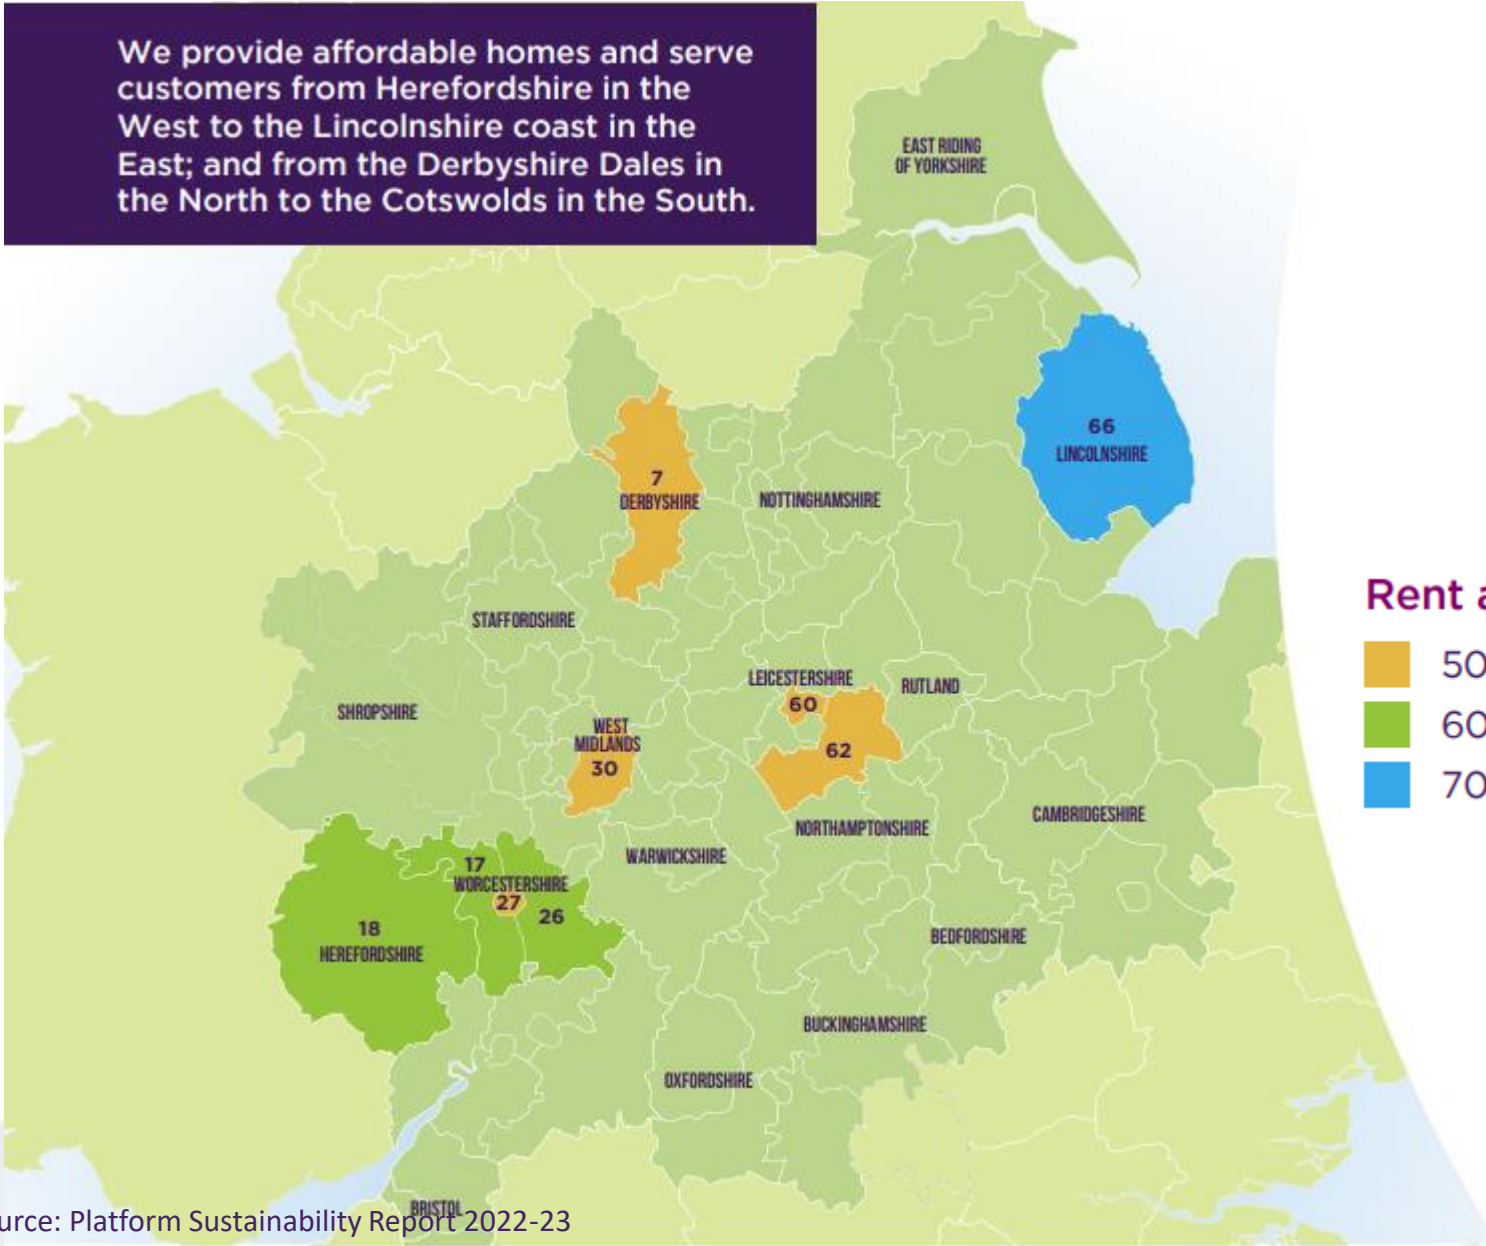 We provide affordable homes and serve
customers from Herefordshire in the
West to the Lincolnshire coast in the
East; and from the Derbyshire Dales in
the North to the Cotswolds in the South.
EAST RIDING
OF YORKSHIRE
66
LINCOLNSHIRE
7
DERBYSHIRE
NOTTINGHAMSHIRE
Rent a
50
60
70
STAFFORDSHIRE
LEICESTERSHIRE
60
RUTLAND
SHROPSHIRE
WEST
MIDLANDS
30
62
CAMBRIDGESHIRE
NORTHAMPTONSHIRE
WARWICKSHIRE
17
WORCESTERSHIRE
27
26
18
HEREFORDSHIRE
BEDFORDSHIRE
BUCKINGHAMSHIRE
OXFORDSHIRE
BRISTOL
urce: Platform Sustainability Report 2022-23